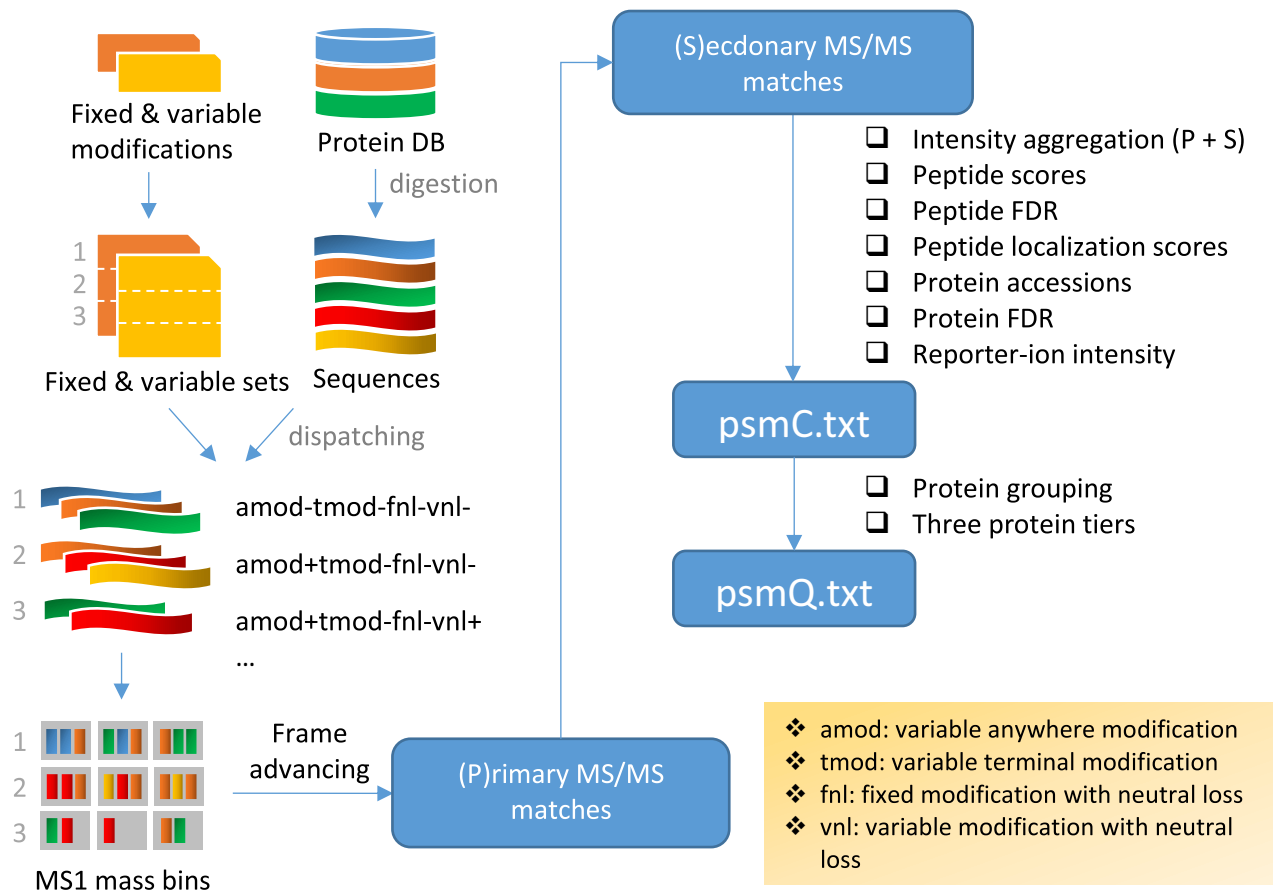 Fixed & variable
modifications
Protein DB
digestion
1
2
3
Fixed & variable sets
Sequences
dispatching
1
amod-tmod-fnl-vnl-
2
amod+tmod-fnl-vnl-
3
amod+tmod-fnl-vnl+
...
1
2
3
MS1 mass bins
Frame
advancing
(P)rimary MS/MS
matches
(S)ecdonary MS/MS
matches
Intensity aggregation (P + S)
Peptide scores
Peptide FDR
Peptide localization scores
Protein accessions
Protein FDR
Reporter-ion intensity
psmC.txt
Protein grouping
Three protein tiers
psmQ.txt
amod: variable anywhere modification
tmod: variable terminal modification
fnl: fixed modification with neutral loss
vnl: variable modification with neutral
loss